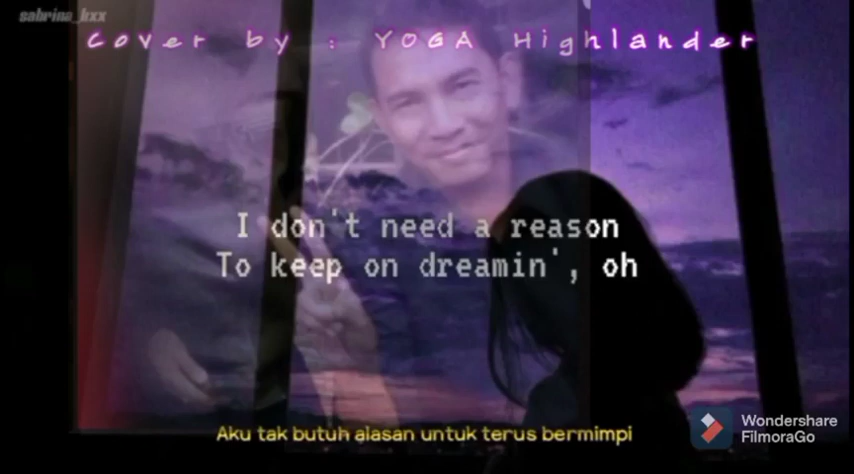 sabrina_kxx
Cover by : YOGA Highlander
I don't need a reason
To keep on dreamin', oh
Aku tak butuh alasan untuk terus bermimpi
Wondershare
FilmoraGo